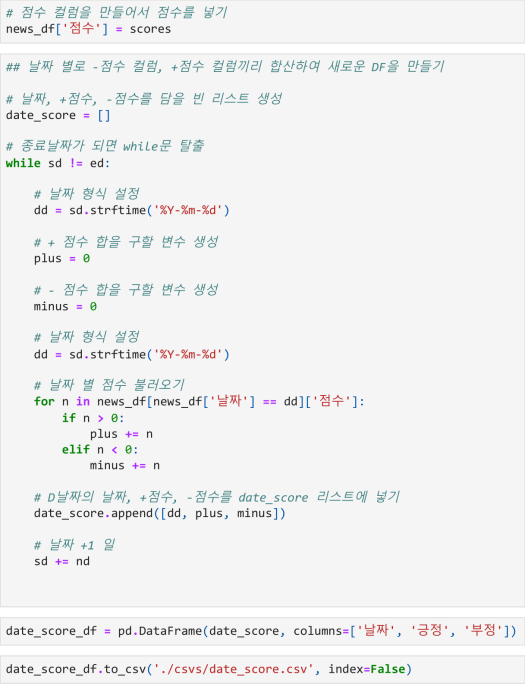 # 점수 컬럼을 만들어서 점수를 넣기
news_df['점수'] = scores
## 날짜 별로 -점수 컬럼, +점수 컬럼끼리 합산하여 새로운 DF을 만들기
# 날짜, +점수, -점수를 담을 빈 리스트 생성
date_score = []
# 종료날짜가 되면 while문 탈출
while sd != ed:
    # 날짜 형식 설정
    dd = sd.strftime('%Y-%m-%d')
    # + 점수 합을 구할 변수 생성
    plus = 0
    # - 점수 합을 구할 변수 생성
    minus = 0
    # 날짜 형식 설정
    dd = sd.strftime('%Y-%m-%d')
    # 날짜 별 점수 불러오기
    for n in news_df[news_df['날짜'] == dd]['점수']:
        if n > 0:
            plus += n
        elif n < 0:
            minus += n
    # D날짜의 날짜, +점수, -점수를 date_score 리스트에 넣기
    date_score.append([dd, plus, minus])
    # 날짜 +1 일
    sd += nd
date_score_df = pd.DataFrame(date_score, columns=['날짜', '긍정', '부정'])
date_score_df.to_csv('./csvs/date_score.csv', index=False)